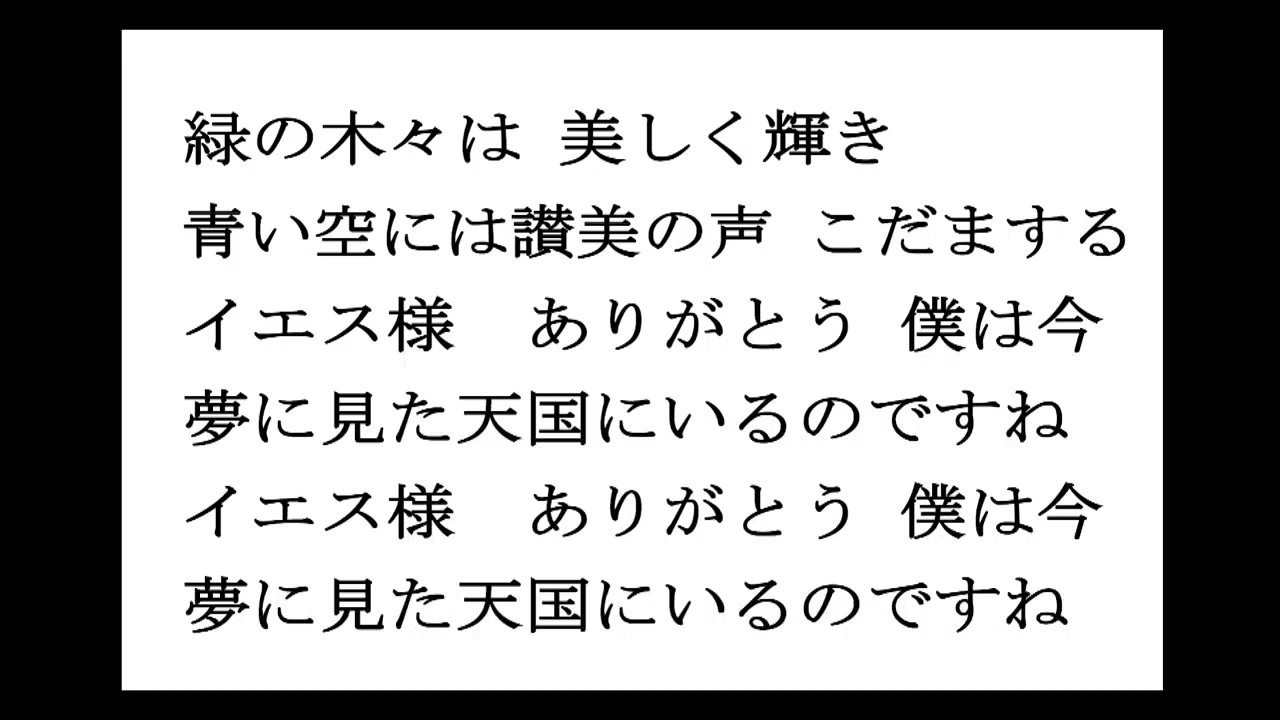 緑の木々は 美しく輝き
青い空には讃美の声 こだまする
イエス様　ありがとう 僕は今
夢に見た天国にいるのですね
イエス様　ありがとう 僕は今
夢に見た天国にいるのですね